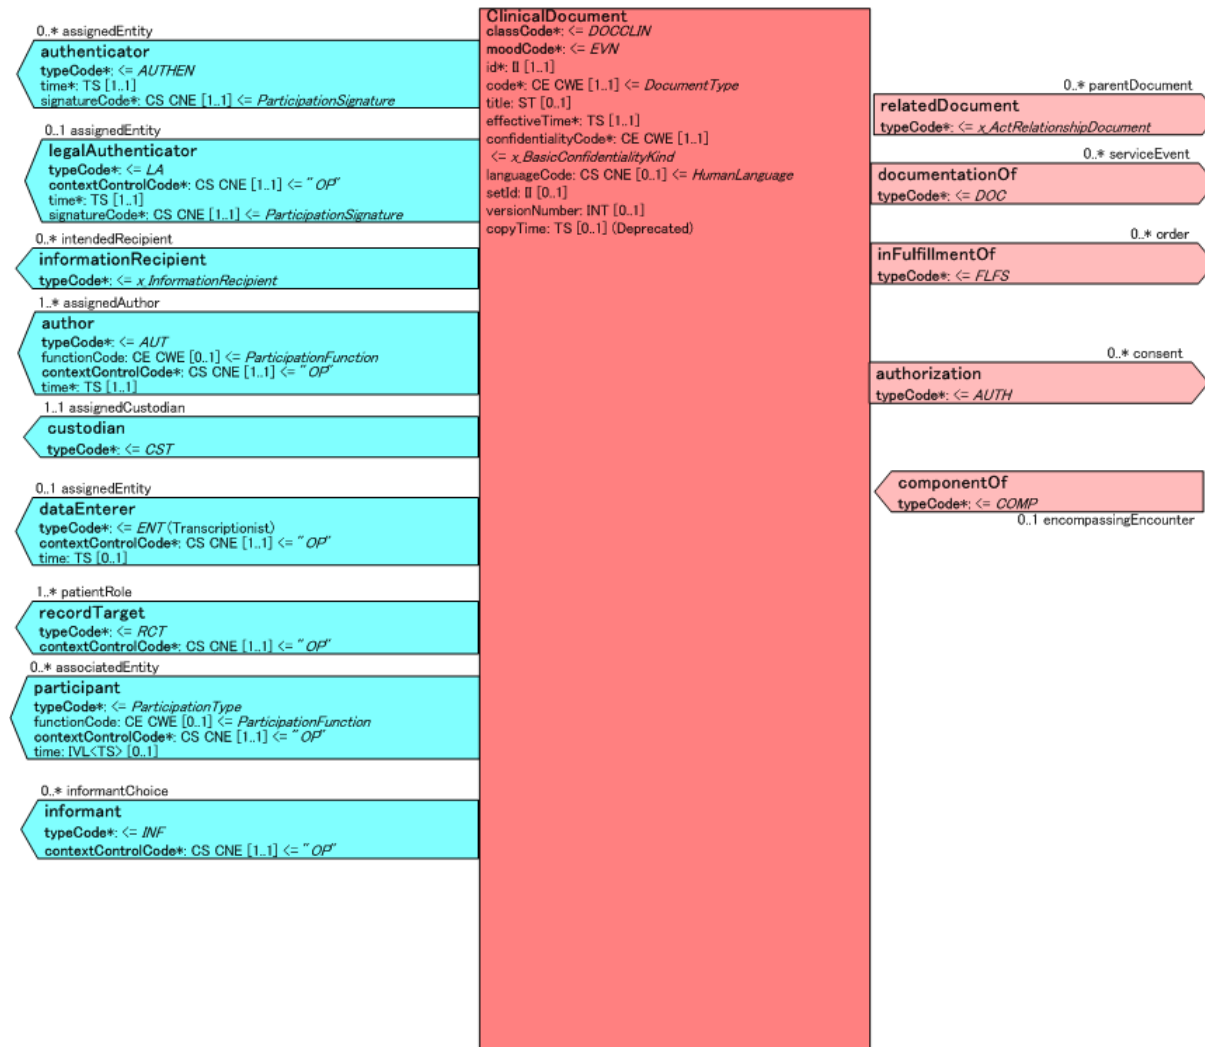 0..* assignedEntity
authenticator
typeCode*: <= AUTHEN
time*: TS [1..1]
signatureCode*: CS CNE [1..1] <= ParticipationSignature
0..1 assignedEntity
legalAuthenticator
typeCode*: <= LA
contextControlCode*: CS CNE [1..1] <= "OP"
time*: TS [1..1]
signatureCode*: CS CNE [1..1] <= ParticipationSignature
0..* intendedRecipient
informationRecipient
typeCode*: <= x_InformationRecipient
1..* assignedAuthor
author
typeCode*: <= AUT
functionCode: CE CWE [0..1] <= ParticipationFunction
contextControlCode*: CS CNE [1..1] <= "OP"
time*: TS [1..1]
1..1 assignedCustodian
custodian
typeCode*: <= CST
0..1 assignedEntity
dataEnterer
typeCode*: <= ENT (Transcriptionist)
contextControlCode*: CS CNE [1..1] <= "OP"
time: TS [0..1]
1..* patientRole
recordTarget
typeCode*: <= RCT
contextControlCode*: CS CNE [1..1] <= "OP"
0..* associatedEntity
participant
typeCode*: <= ParticipationType
functionCode: CE CWE [0..1] <= ParticipationFunction
contextControlCode*: CS CNE [1..1] <= "OP"
time: IVL<TS> [0..1]
0..* informantChoice
informant
typeCode*: <= INF
contextControlCode*: CS CNE [1..1] <= "OP"
ClinicalDocument
classCode*: <= DOCCLIN
moodCode*: <= EVN
id*: II [1..1]
code*: CE CWE [1..1] <= DocumentType
title: ST [0..1]
effectiveTime*: TS [1..1]
confidentialityCode*: CE CWE [1..1]
<= x_BasicConfidentialityKind
languageCode: CS CNE [0..1] <= HumanLanguage
setId: II [0..1]
versionNumber: INT [0..1]
copyTime: TS [0..1] (Deprecated)
0..* parentDocument
relatedDocument
typeCode*: <= x_ActRelationshipDocument
0..* serviceEvent
documentationOf
typeCode*: <= DOC
0..* order
inFulfillmentOf
typeCode*: <= FLFS
0..* consent
authorization
typeCode*: <= AUTH
componentOf
typeCode*: <= COMP
0..1 encompassingEncounter